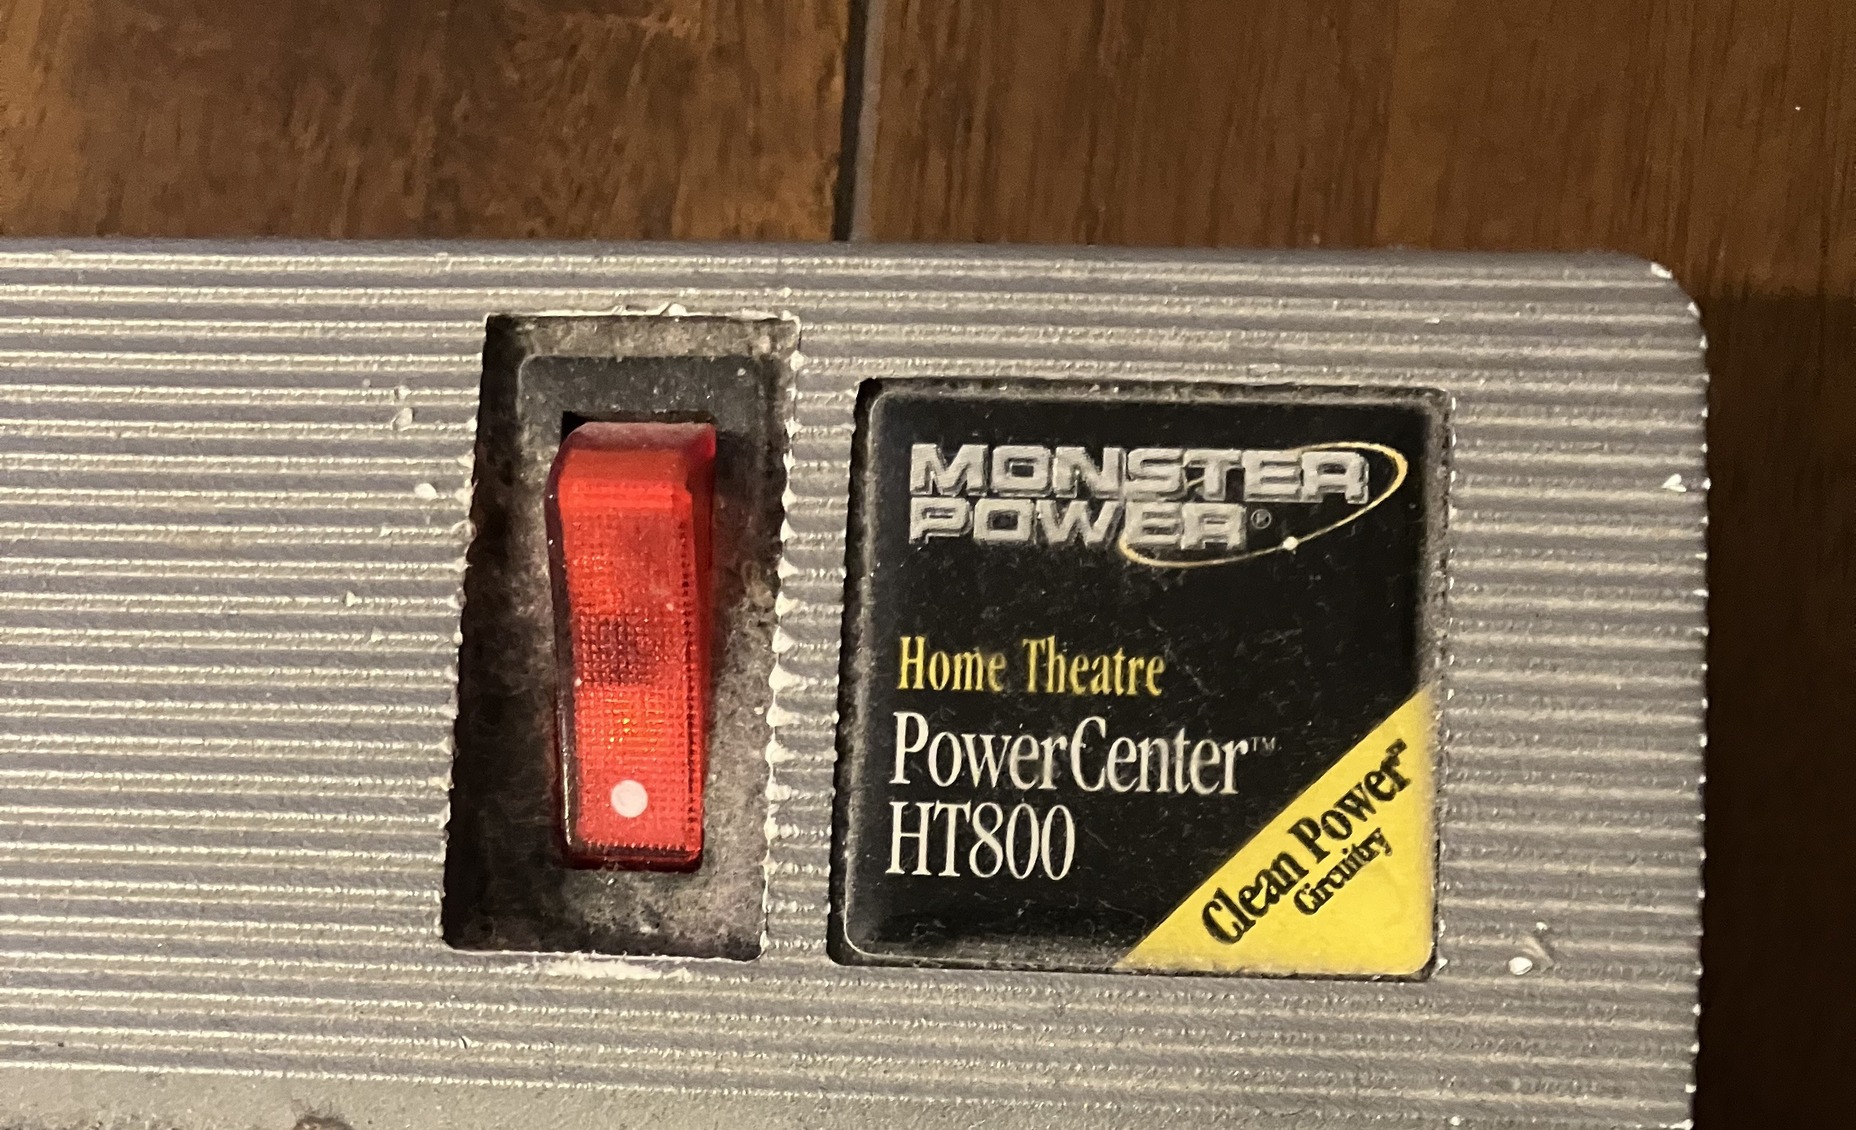 MONSTER
POWER®
Home Theatre
PowerCenter™
HT800
Clean Power™
Circuitry